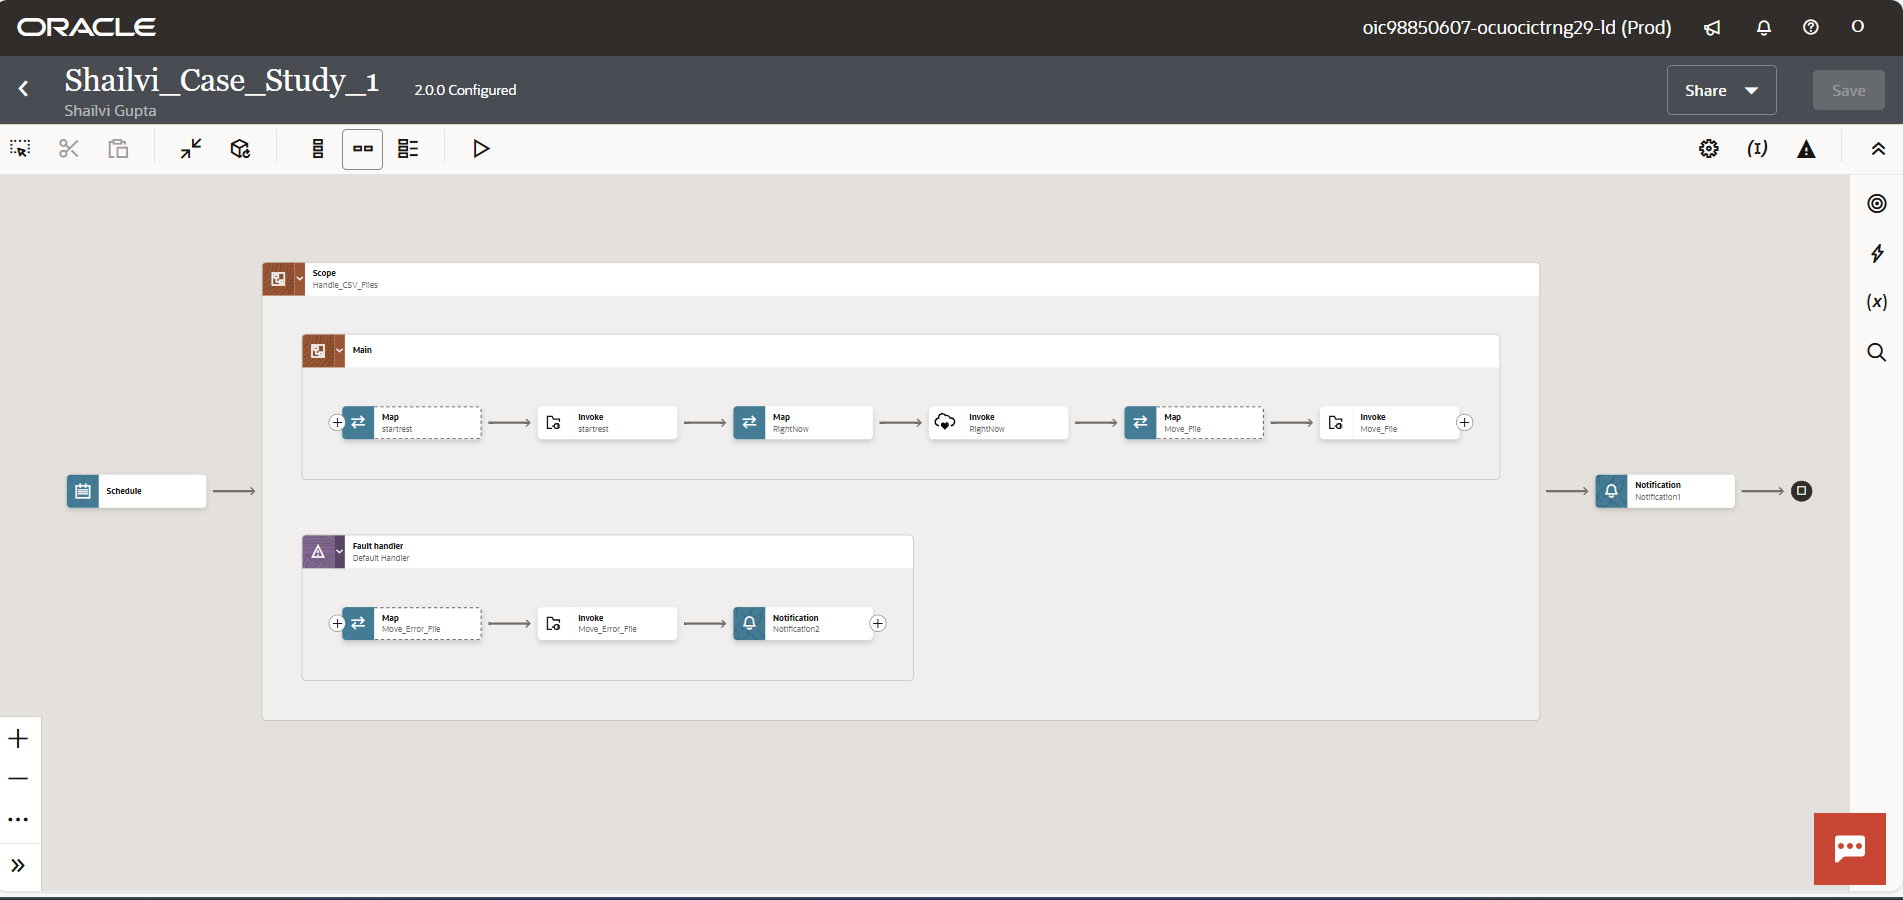 ORACLE
oic98850607-ocuocictrng29-ld (Prod)
O
Shailvi_Case_Study_1
2.0.0 Configured
Shailvi Gupta
Share
Save
(I)
(x)
Scope
Handle_CSV_Files
Main
Map
startrest
Invoke
startrest
Map
RightNow
Invoke
RightNow
Map
Move_File
Invoke
Move_File
Schedule
Notification
Notification1
Fault handler
Default Handler
Map
Move_Error_File
Invoke
Move_Error_File
Notification
Notification2